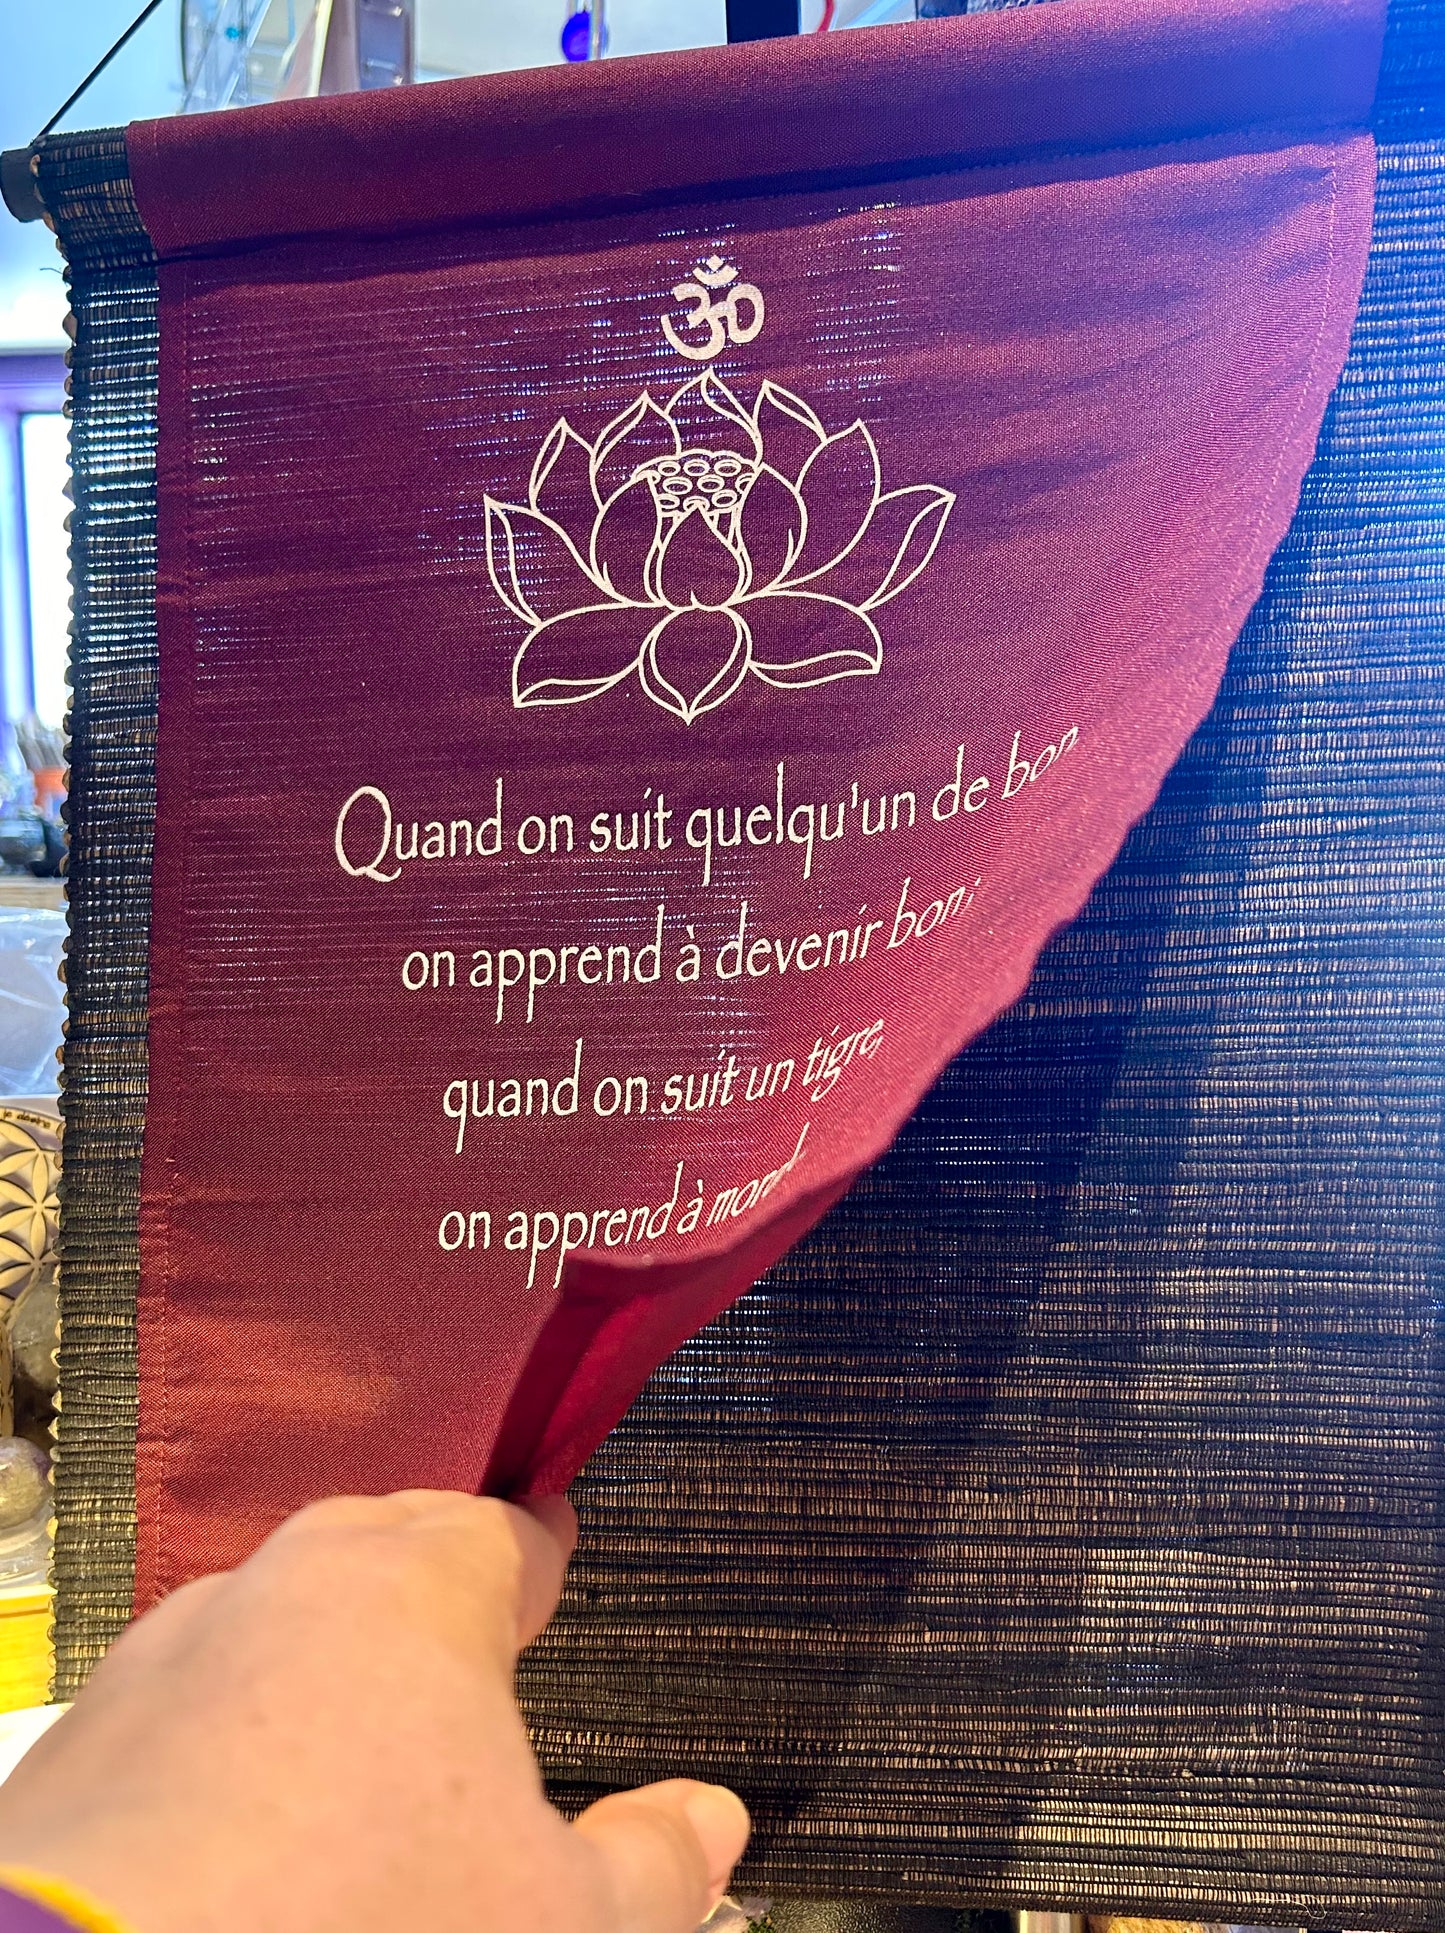 ॐ
Quand on suit quelqu'un de bon
on apprend à devenir bon;
quand on suit un tigre,
on apprend à